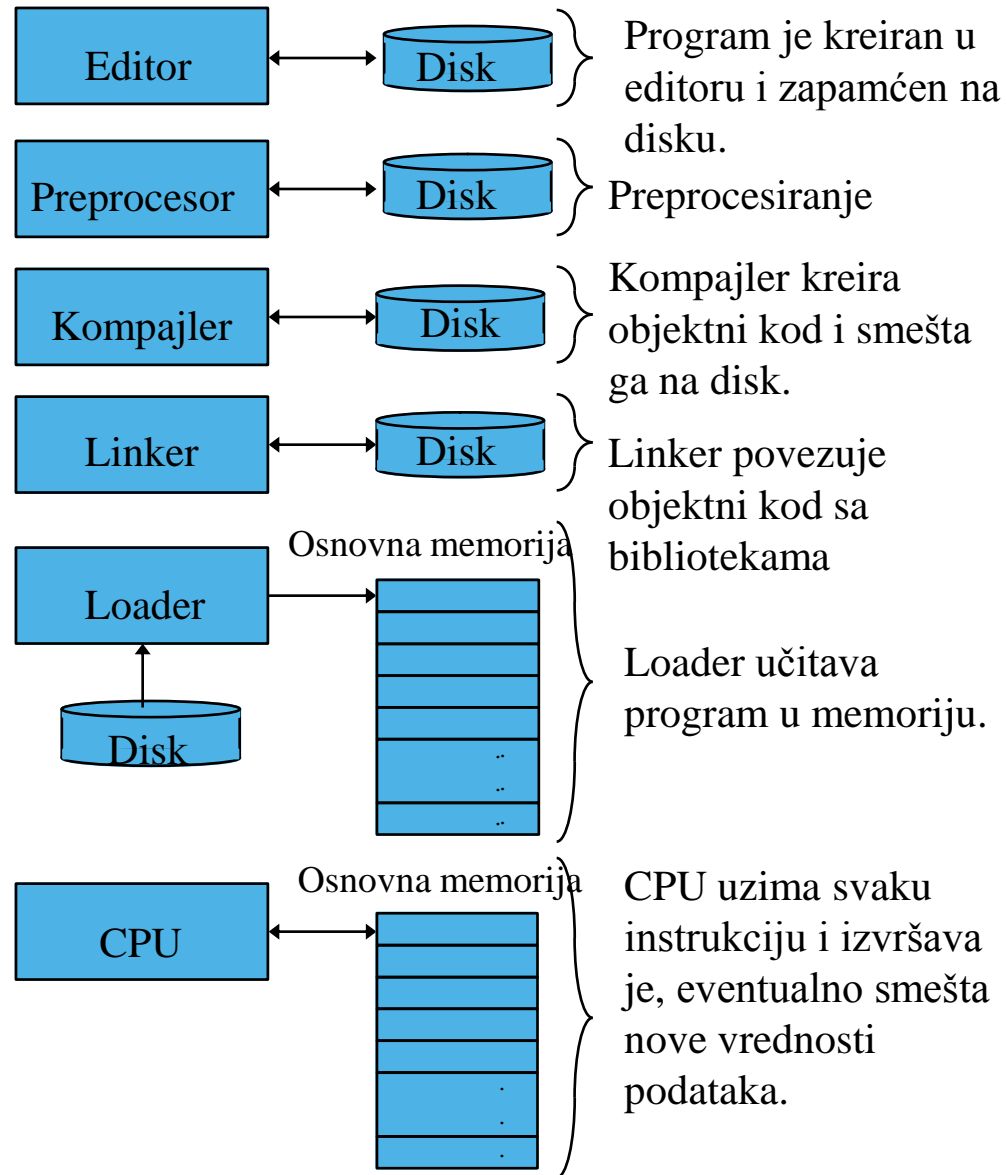 Editor
Disk
Program je kreiran u
editoru i zapamćen na
disku.
Preprocesor
Disk
Preprocesiranje
Kompajler
Disk
Kompajler kreira
objektni kod i smešta
ga na disk.
Linker
Disk
Linker povezuje
objektni kod sa
bibliotekama
Osnovna memorija
Loader
Disk
Loader učitava
program u memoriju.
Osnovna memorija
CPU
CPU uzima svaku
instrukciju i izvršava
je, eventualno smešta
nove vrednosti
podataka.